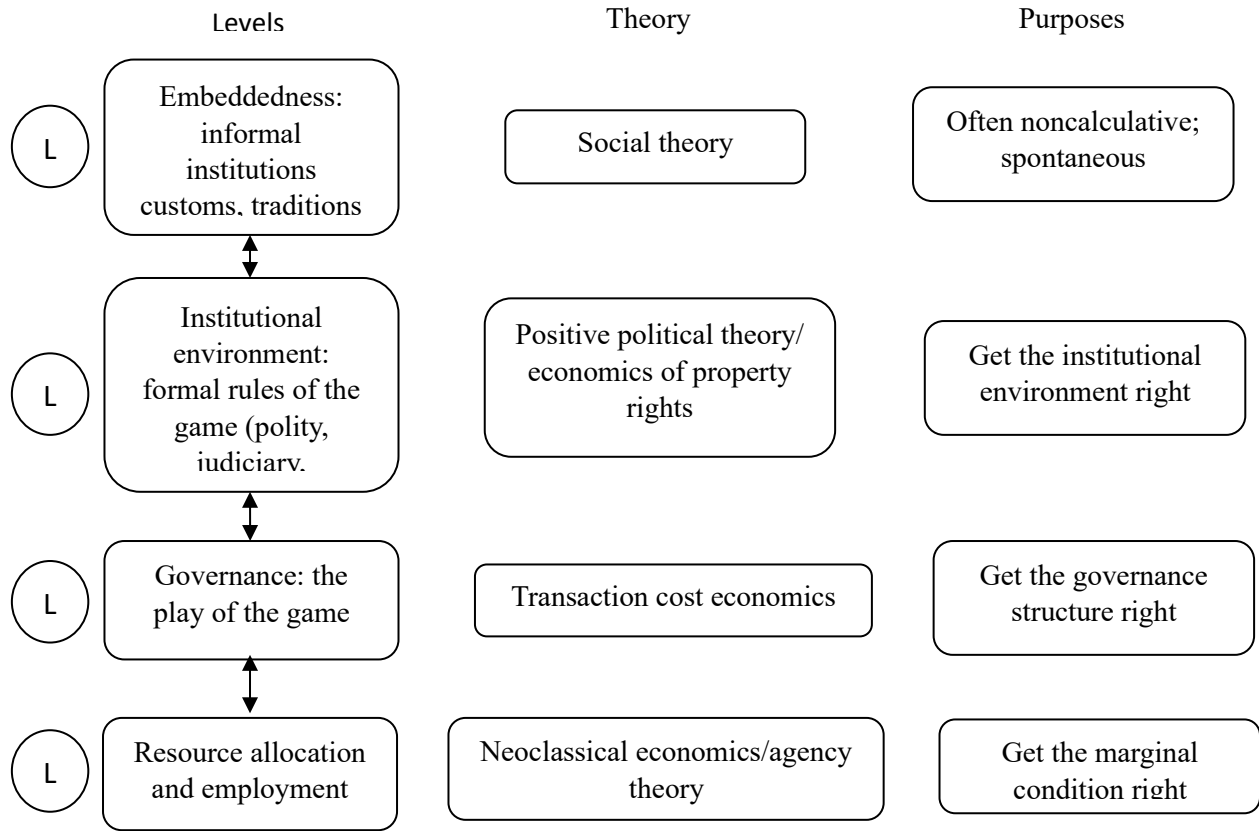 Levels
Theory
Purposes
L
Embeddedness:
informal
institutions
customs, traditions
Social theory
Often noncalculative;
spontaneous
L
Institutional
environment:
formal rules of the
game (polity,
judiciary,
Positive political theory/
economics of property
rights
Get the institutional
environment right
L
Governance: the
play of the game
Transaction cost economics
Get the governance
structure right
L
Resource allocation
and employment
Neoclassical economics/agency
theory
Get the marginal
condition right